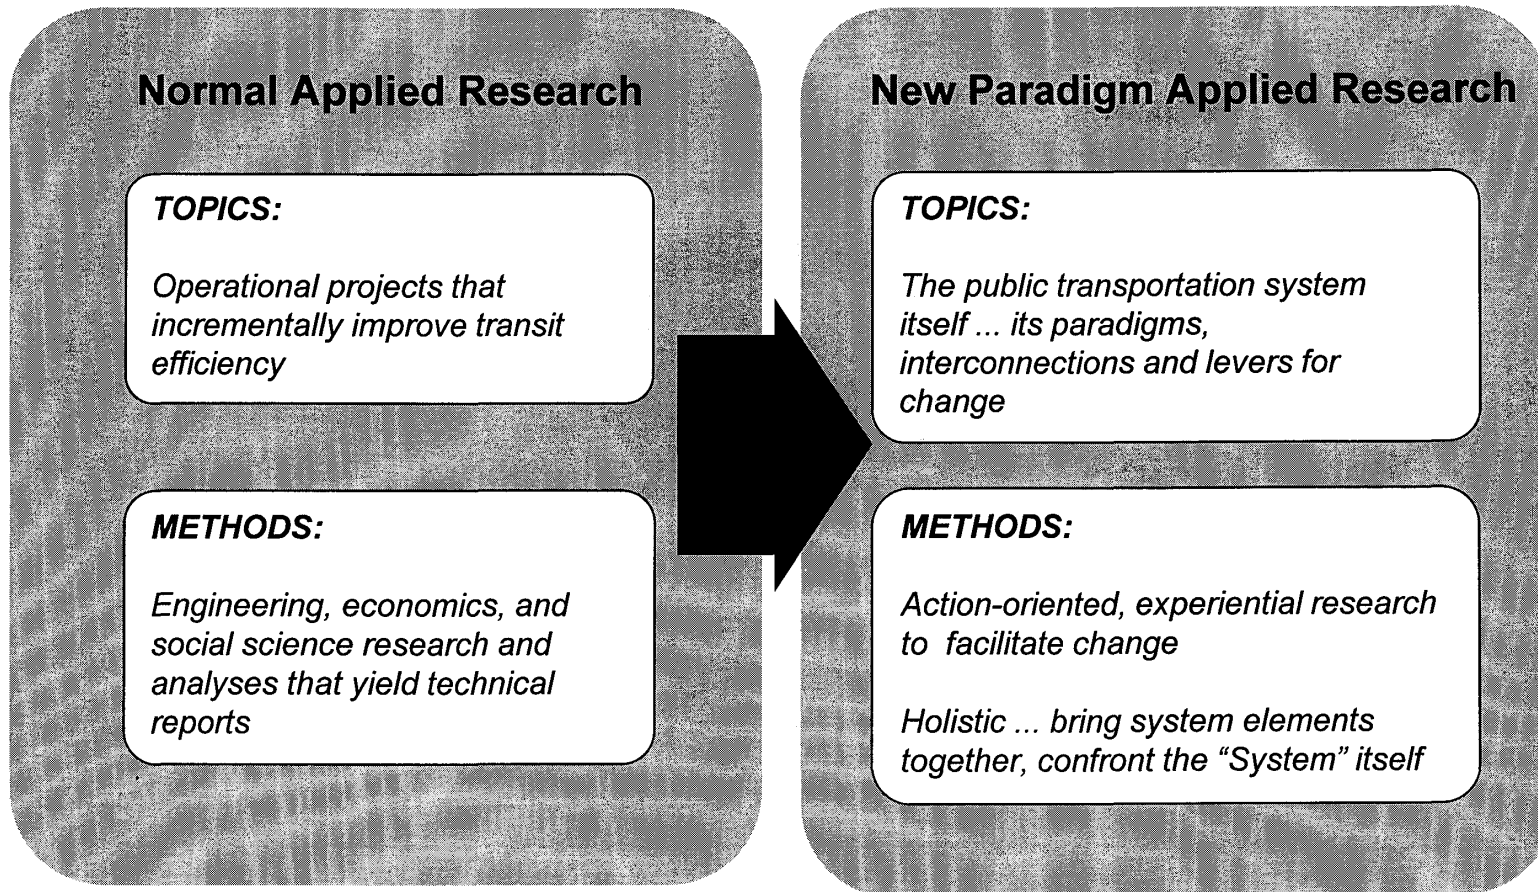 Normal Applied Research
TOPICS:
Operational projects that
incrementally improve transit
efficiency
METHODS:
Engineering, economics, and
social science research and
analyses that yield technical
reports
New Paradigm Applied Research
TOPICS:
The public transportation system
itself ... its paradigms,
interconnections and levers for
change
METHODS:
Action-oriented, experiential research
to facilitate change
Holistic ... bring system elements
together, confront the “System” itself